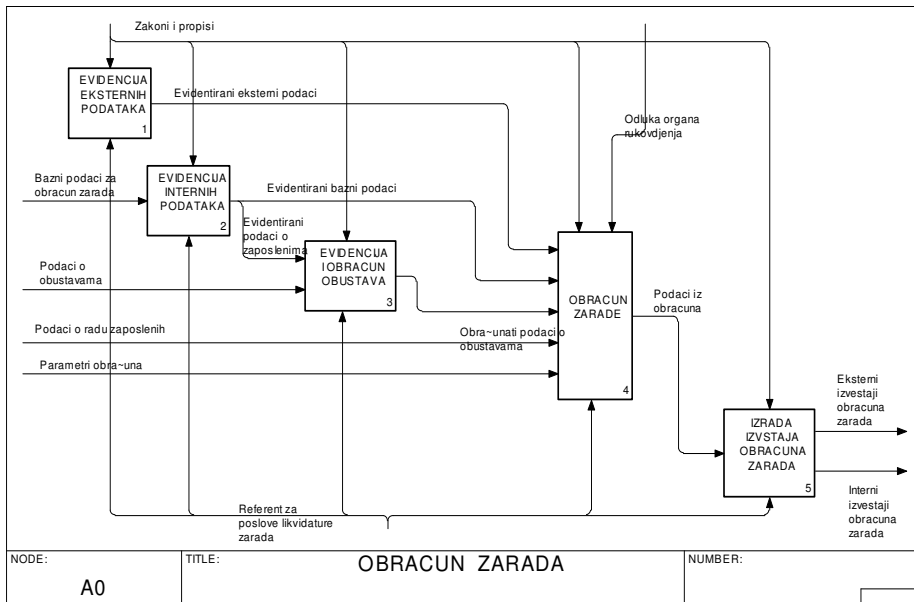 Zakoni i propisi
EVIDENCIJA
EKSTERNIH
PODATAKA
1
Evidentirani eksterni podaci
Odluka organa
rukovdjenja
Bazni podaci za
obracun zarada
EVIDENCIJA
INTERNIH
PODATAKA
2
Evidentirani bazni podaci
Evidentirani
podaci o
zaposlenima
EVIDENCIJA
I OBRACUN
OBUSTAVA
3
Podaci o
obustavama
OBRACUN
ZARADE
4
Podaci iz
obracuna
Podaci o radu zaposlenih
Obra~unati podaci o
obustavama
Parametri obra~una
Eksterni
izvestaji
obracuna
zarada
IZRADA
IZVSTAJA
OBRACUNA
ZARADA
5
Interni
izvestaji
obracuna
zarada
Referent za
poslove likvidature
zarada
NODE:
A0
TITLE:
OBRACUN ZARADA
NUMBER: